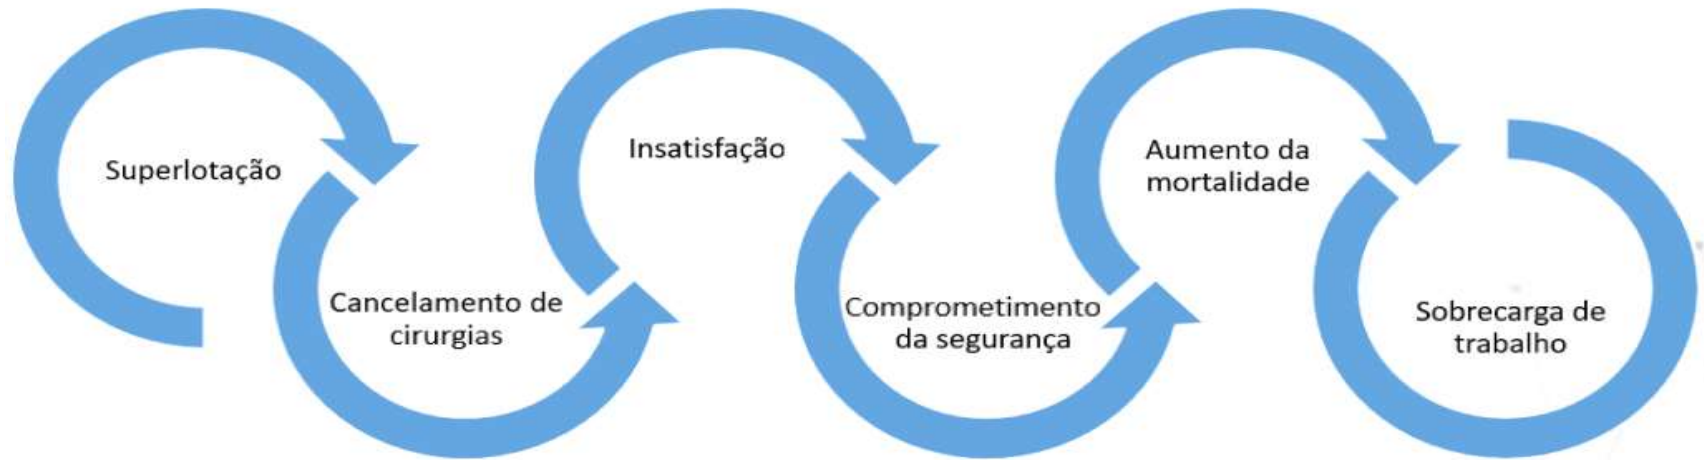 Superlotação
Cancelamento de
cirurgias
Insatisfação
Comprometimento
da segurança
Aumento da
mortalidade
Sobrecarga de
trabalho